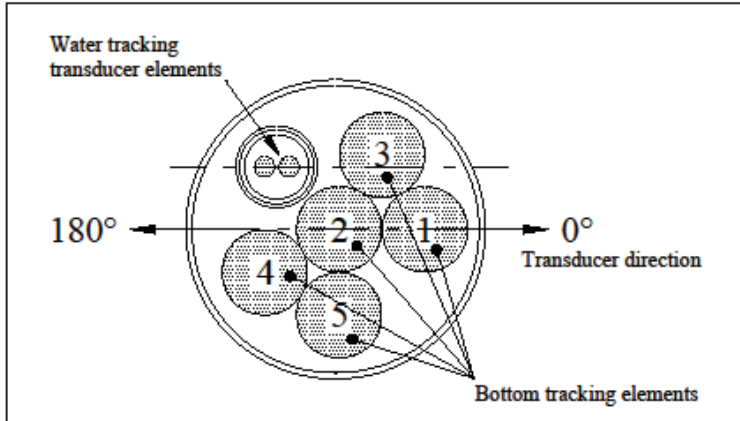 Water tracking
transducer elements
3
180°
2
1
0°
Transducer direction
4
5
Bottom tracking elements